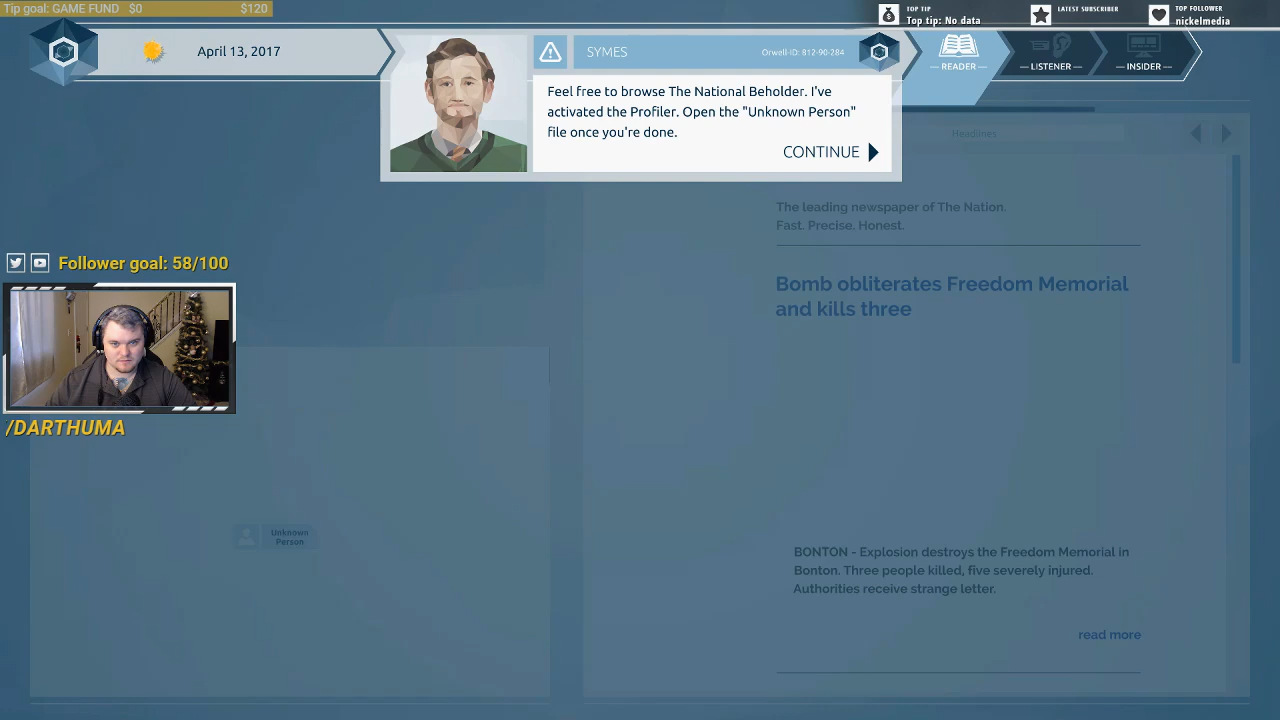 Tip goal: GAME FUND $0 $120
TOP TIP
Top tip: No data
LATEST SUBSCRIBER
TOP FOLLOWER
nickelmedia
April 13, 2017
SYMES
Orwell-ID: 812-90-284
Feel free to browse The National Beholder. I've
activated the Profiler. Open the "Unknown Person"
file once you're done.
CONTINUE
READER
LISTENER
INSIDER
Headlines
The leading newspaper of The Nation.
Fast. Precise. Honest.
Bomb obliterates Freedom Memorial
and kills three
BONTON - Explosion destroys the Freedom Memorial in
Bonton. Three people killed, five severely injured.
Authorities receive strange letter.
read more
Follower goal: 58/100
/DARTHUMA
Unknown
Person